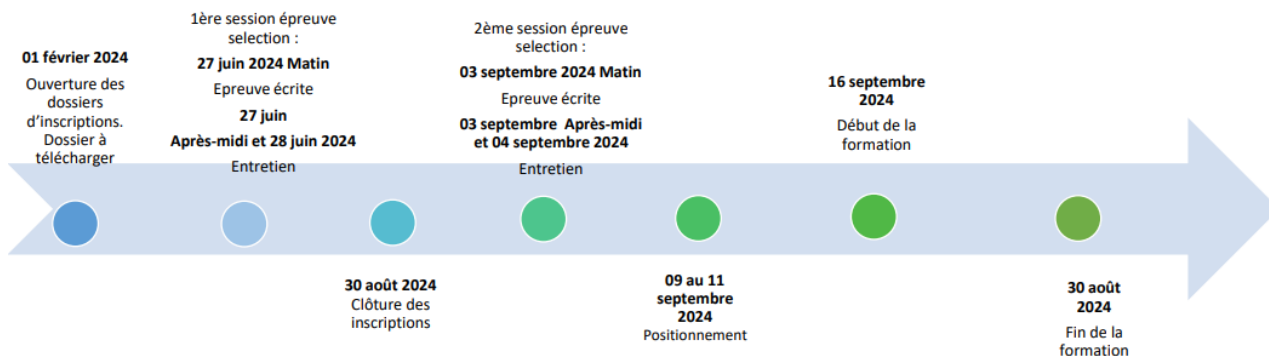 01 février 2024
Ouverture des
dossiers
d'inscriptions.
Dossier à
télécharger
1ère session épreuve
selection :
27 juin 2024 Matin
Epreuve écrite
27 juin
Après-midi et 28 juin 2024
Entretien
30 août 2024
Clôture des
inscriptions
2ème session épreuve
selection :
03 septembre 2024 Matin
Epreuve écrite
03 septembre Après-midi
et 04 septembre 2024
Entretien
09 au 11
septembre
2024
Positionnement
16 septembre
2024
Début de la
formation
30 août
2024
Fin de la
formation